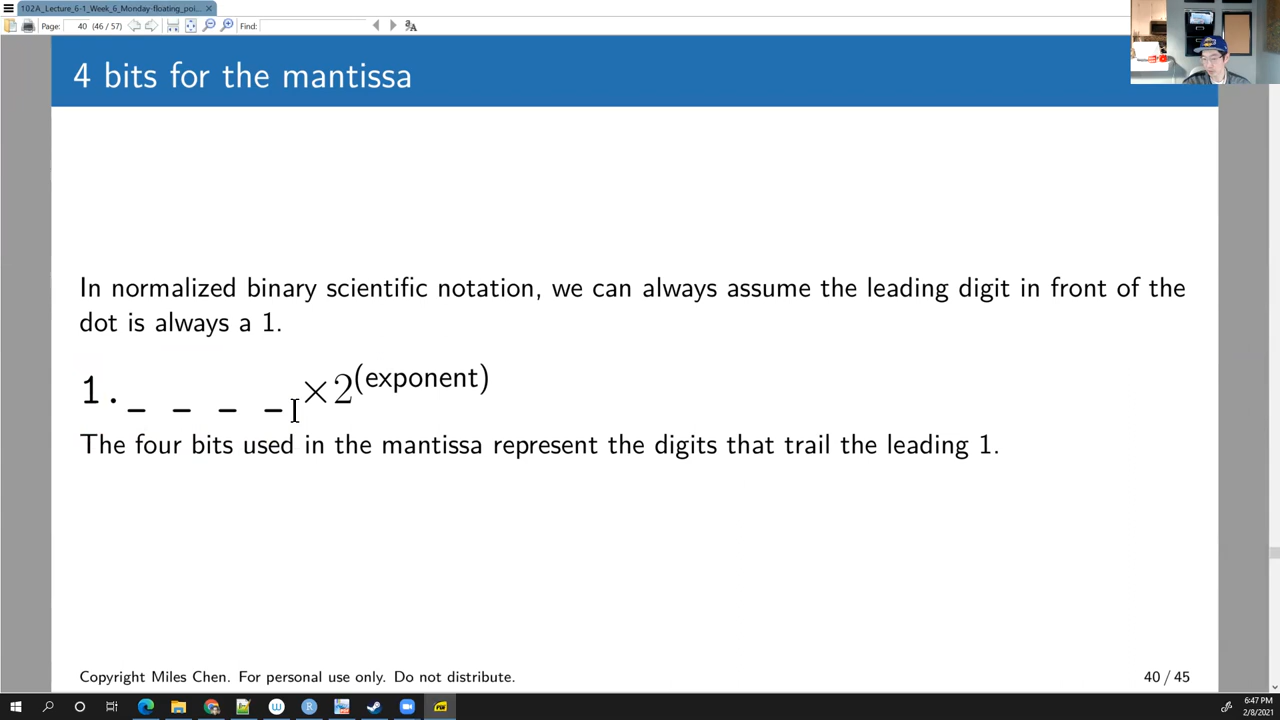 102A_Lecture_6-1_Week_6_Monday-floating_poi...
Page: 40 (46 / 57) Find:
4 bits for the mantissa
In normalized binary scientific notation, we can always assume the leading digit in front of the
dot is always a 1.
1._ _ _ _ ×2^(exponent)
The four bits used in the mantissa represent the digits that trail the leading 1.
Copyright Miles Chen. For personal use only. Do not distribute. 40 / 45
6:47 PM
2/8/2021